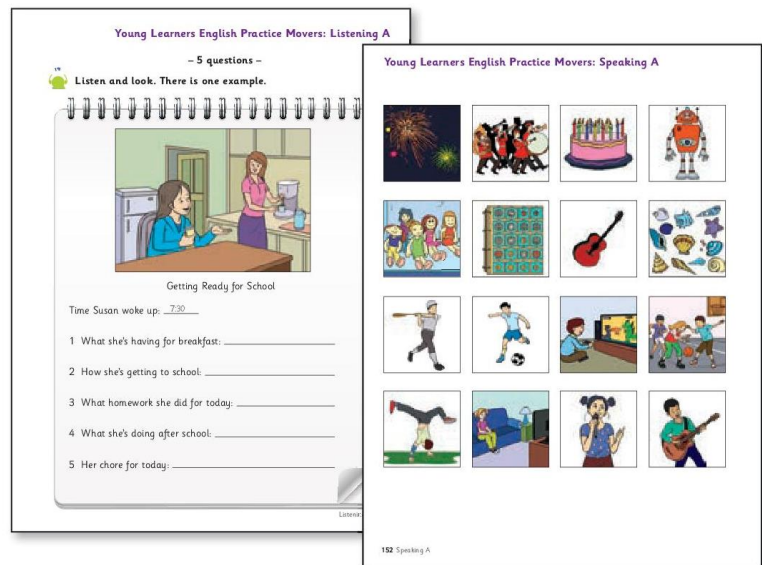 Young Learners English Practice Movers: Listening A
– 5 questions –
Listen and look. There is one example.
Getting Ready for School
Time Susan woke up: 7:30
1 What she's having for breakfast:
2 How she's getting to school:
3 What homework she did for today:
4 What she's doing after school:
5 Her chore for today:
Young Learners English Practice Movers: Speaking A
152 Speaking A